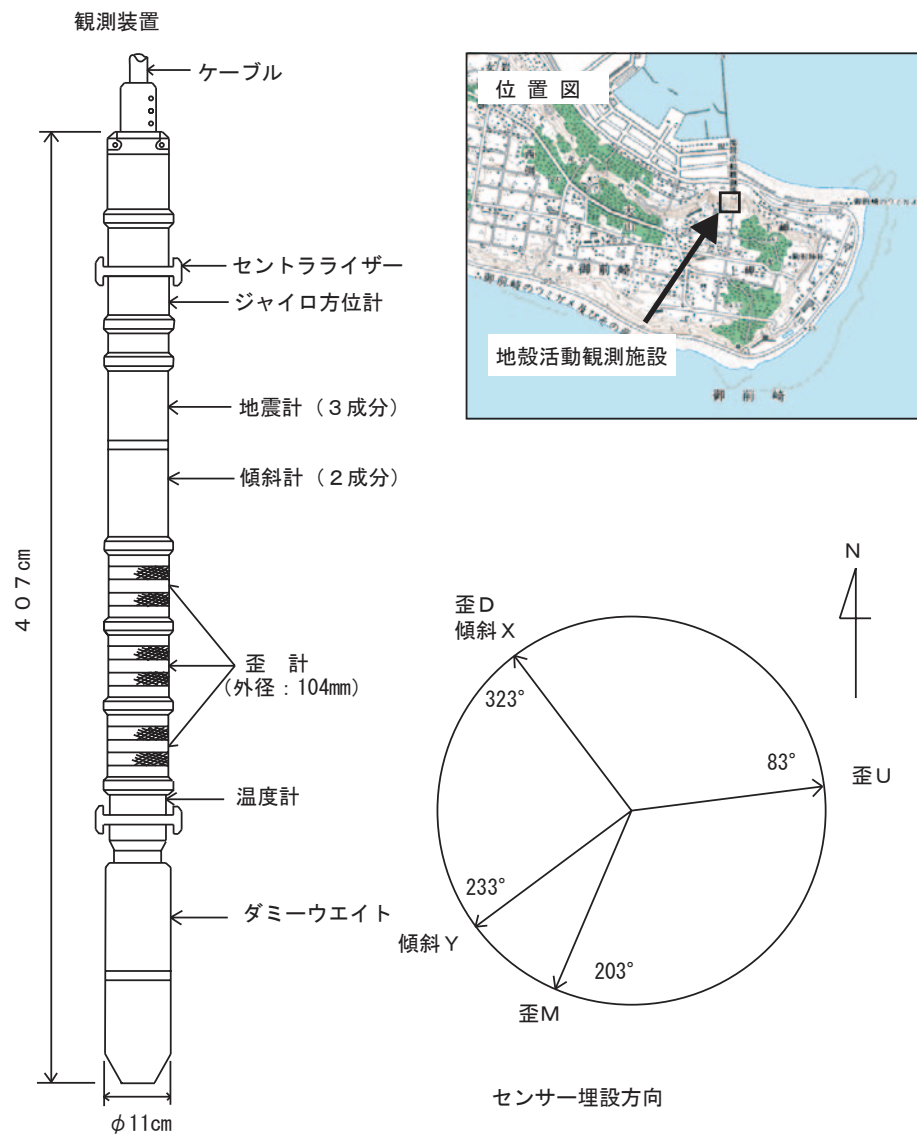 観測装置
ケーブル
セントラライザー
ジャイロ方位計
地震計（３成分）
傾斜計（２成分）
４０７cm
歪　計
（外径：104mm）
温度計
ダミーウエイト
φ11cm
位 置 図
御前崎
地殻活動観測施設
御 前 崎
N
歪D
傾斜X
323°
83°
歪U
233°
傾斜Y
203°
歪M
センサー埋設方向